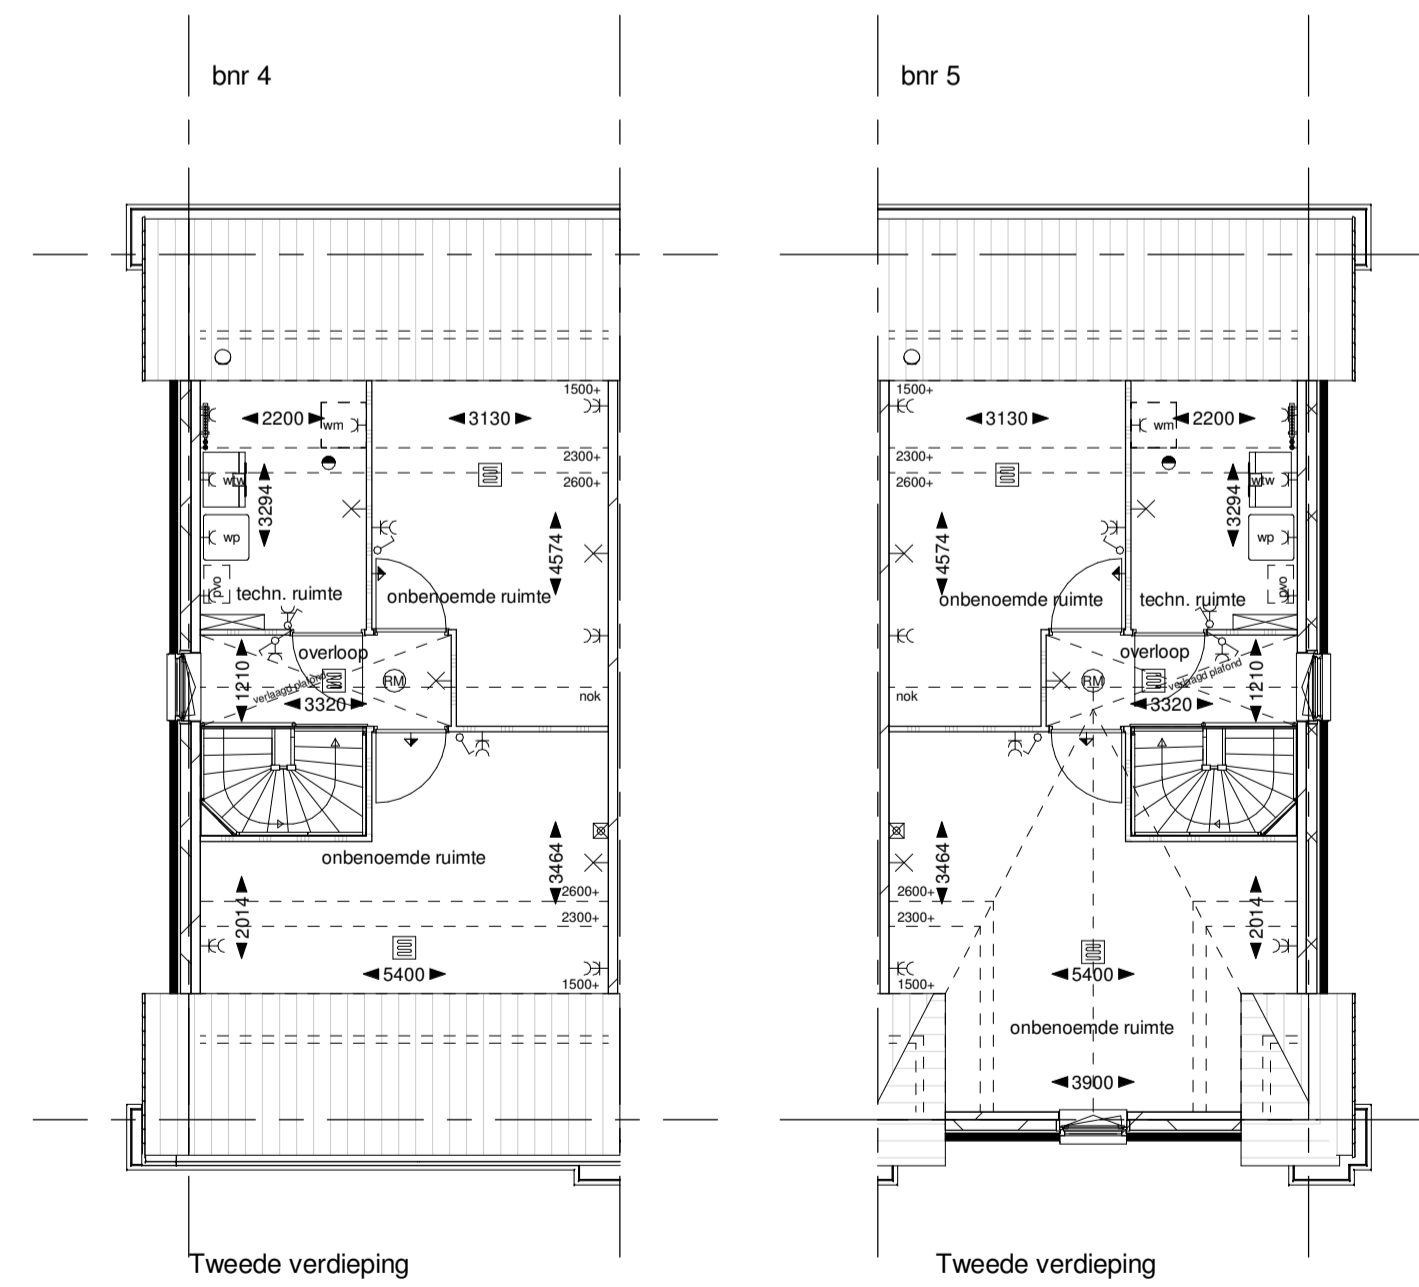 bnr 4
bnr 5
1500+
2200
wm
3130
2300+
2600+
wtw
3294
wp
4574
pvo
techn. ruimte
onbenoemde ruimte
overloop
1210
verlaagd plafond
RM
3320
nok
onbenoemde ruimte
3464
2600+
2014
2300+
5400
1500+
1500+
3130
wm
2200
2300+
2600+
wtw
3294
4574
wp
pvo
onbenoemde ruimte
techn. ruimte
overloop
RM
verlaagd plafond
1210
3320
nok
3464
2600+
2300+
2014
5400
1500+
onbenoemde ruimte
3900
Tweede verdieping
Tweede verdieping